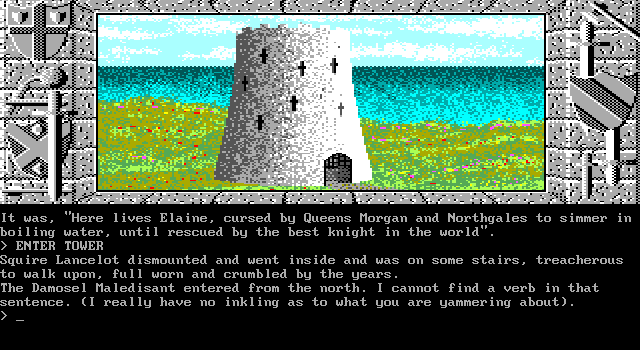 It was, "Here lives Elaine, cursed by Queens Morgan and Northgales to simmer in
boiling water, until rescued by the best knight in the world".
> ENTER TOWER
Squire Lancelot dismounted and went inside and was on some stairs, treacherous
to walk upon, full worn and crumbled by the years.
The Damosel Maledisant entered from the north. I cannot find a verb in that
sentence. (I really have no inkling as to what you are yammering about).
> _